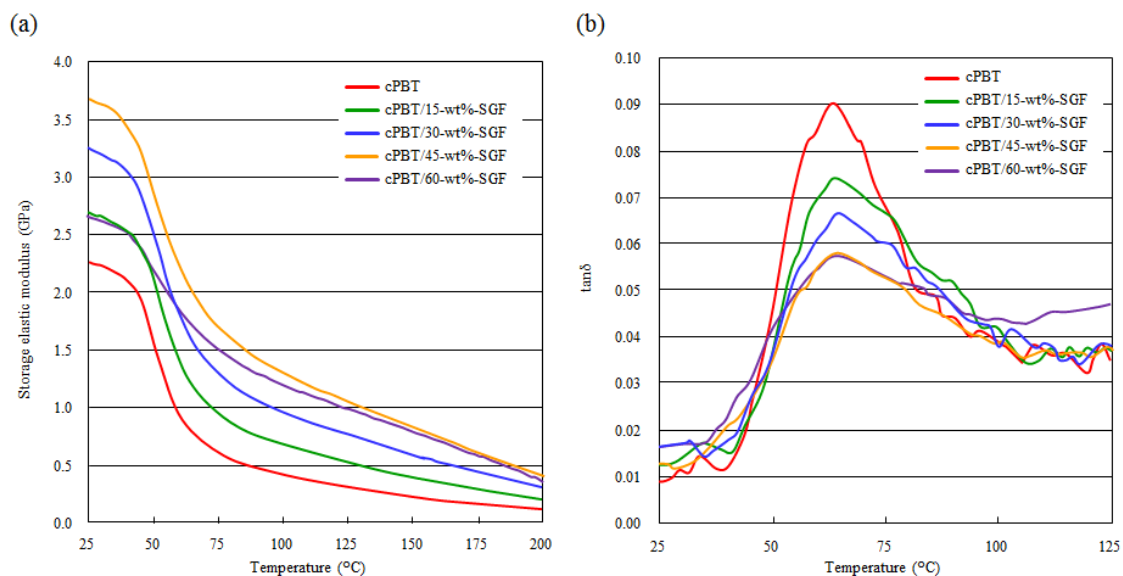 (a)
4.0
3.5
3.0
2.5
2.0
1.5
1.0
0.5
0.0
Storage elastic modulus (GPa)
cPBT
cPBT/15-wt%-SGF
cPBT/30-wt%-SGF
cPBT/45-wt%-SGF
cPBT/60-wt%-SGF
25 50 75 100 125 150 175 200
Temperature (°C)
(b)
0.10
0.09
0.08
0.07
0.06
0.05
0.04
0.03
0.02
0.01
0.00
tanδ
cPBT
cPBT/15-wt%-SGF
cPBT/30-wt%-SGF
cPBT/45-wt%-SGF
cPBT/60-wt%-SGF
25 50 75 100 125
Temperature (°C)